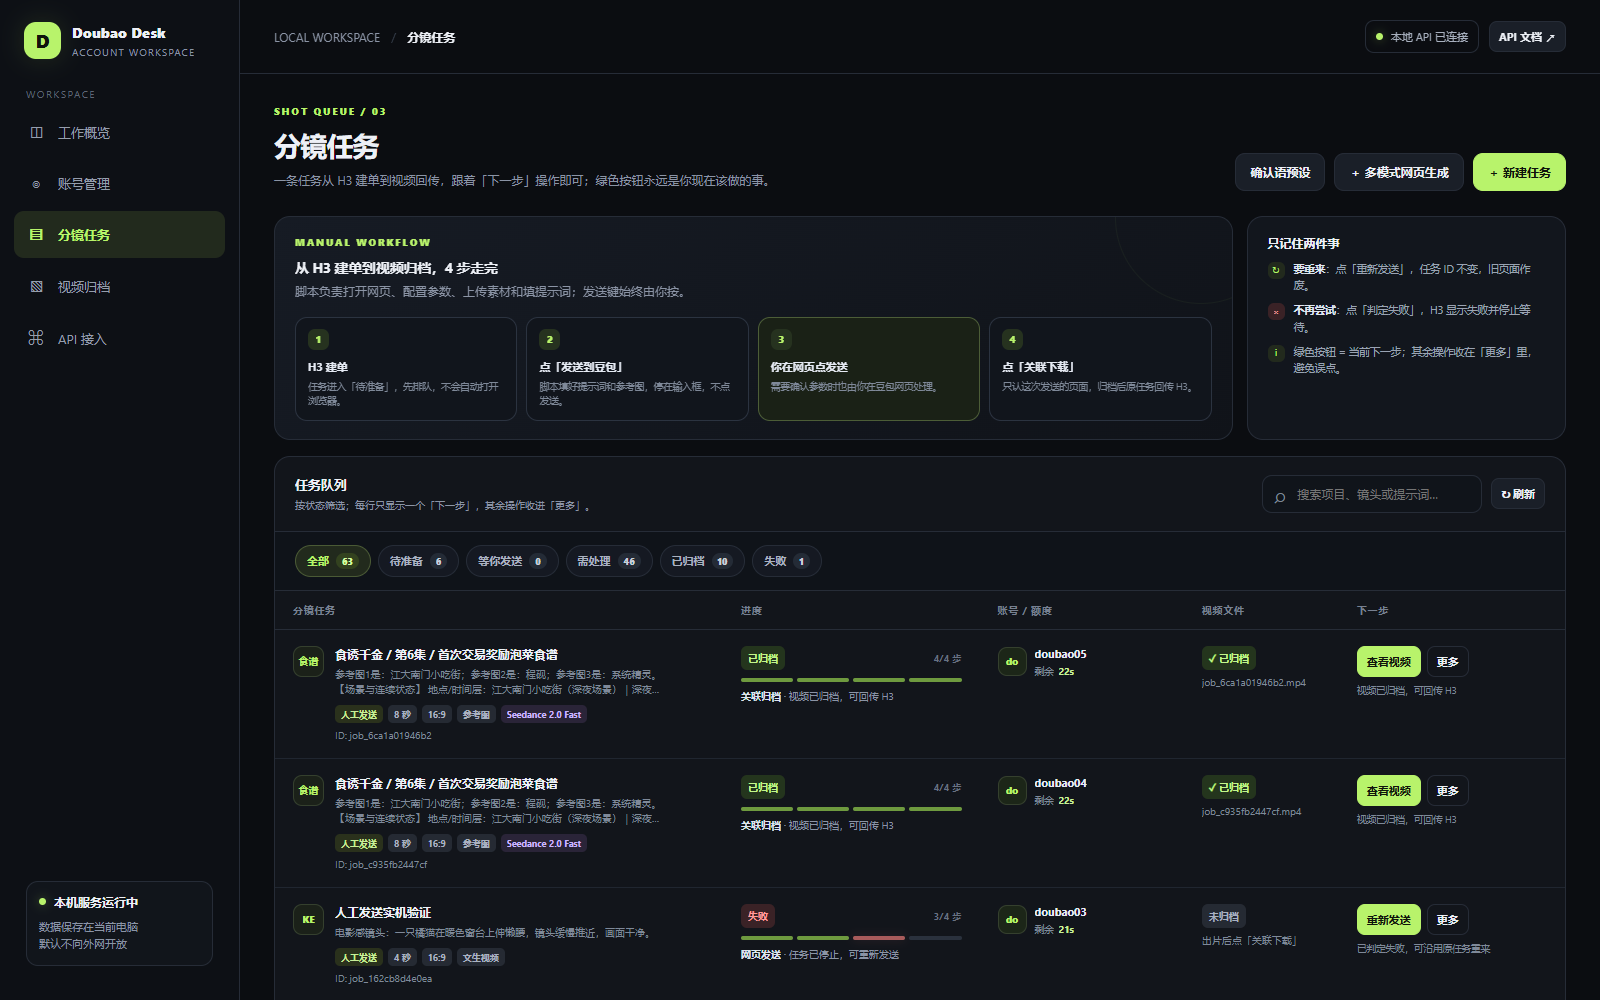 D
Doubao Desk
ACCOUNT WORKSPACE
WORKSPACE
工作概览
账号管理
分镜任务
视频归档
API 接入
本机服务运行中
数据保存在当前电脑
默认不向外网开放
LOCAL WORKSPACE / 分镜任务
本地 API 已连接
API 文档 ↗
SHOT QUEUE / 03
分镜任务
一条任务从 H3 建单到视频回传，跟着「下一步」操作即可；绿色按钮永远是你现在该做的事。
确认语预设
+ 多模式网页生成
+ 新建任务
MANUAL WORKFLOW
从 H3 建单到视频归档，4 步走完
脚本负责打开网页、配置参数、上传素材和填提示词；发送键始终由你按。
1
H3 建单
任务进入「待准备」，先排队，不会自动打开
浏览器。
2
点「发送到豆包」
脚本填好提示词和参考图，停在输入框，不点
发送。
3
你在网页点发送
需要确认参数时也由你在豆包网页处理。
4
点「关联下载」
只认这次发送的页面，归档后原任务回传 H3。
只记住两件事
↻ 要重来：点「重新发送」，任务 ID 不变，旧页面作
废。
× 不再尝试：点「判定失败」，H3 显示失败并停止等
待。
i 绿色按钮 = 当前下一步；其余操作收在「更多」里，
避免误点。
任务队列
按状态筛选；每行只显示一个「下一步」，其余操作收进「更多」。
搜索项目、镜头或提示词...
↻ 刷新
全部 63
待准备 6
等你发送 0
需处理 46
已归档 10
失败 1
分镜任务 进度 账号 / 额度 视频文件 下一步
食谱
食诱千金 / 第6集 / 首次交易奖励泡菜食谱
参考图1是：江大南门小吃街；参考图2是：程砚；参考图3是：系统精灵。
【场景与连续状态】 地点/时间层：江大南门小吃街（深夜场景）｜深夜...
人工发送 8 秒 16:9 参考图 Seedance 2.0 Fast
ID: job_6ca1a01946b2
已归档 4/4 步
关联归档 · 视频已归档，可回传 H3
do
doubao05
剩余 22s
✓ 已归档
job_6ca1a01946b2.mp4
查看视频 更多
视频已归档，可回传 H3
食谱
食诱千金 / 第6集 / 首次交易奖励泡菜食谱
参考图1是：江大南门小吃街；参考图2是：程砚；参考图3是：系统精灵。
【场景与连续状态】 地点/时间层：江大南门小吃街（深夜场景）｜深夜...
人工发送 8 秒 16:9 参考图 Seedance 2.0 Fast
ID: job_c935fb2447cf
已归档 4/4 步
关联归档 · 视频已归档，可回传 H3
do
doubao04
剩余 22s
✓ 已归档
job_c935fb2447cf.mp4
查看视频 更多
视频已归档，可回传 H3
KE
人工发送实机验证
电影感镜头：一只橘猫在暖色窗台上伸懒腰，镜头缓慢推近，画面干净。
人工发送 4 秒 16:9 文生视频
ID: job_162cb8d4e0ea
失败 3/4 步
网页发送 · 任务已停止，可重新发送
do
doubao03
剩余 21s
未归档
出片后点「关联下载」
重新发送 更多
已判定失败，可沿用原任务重来